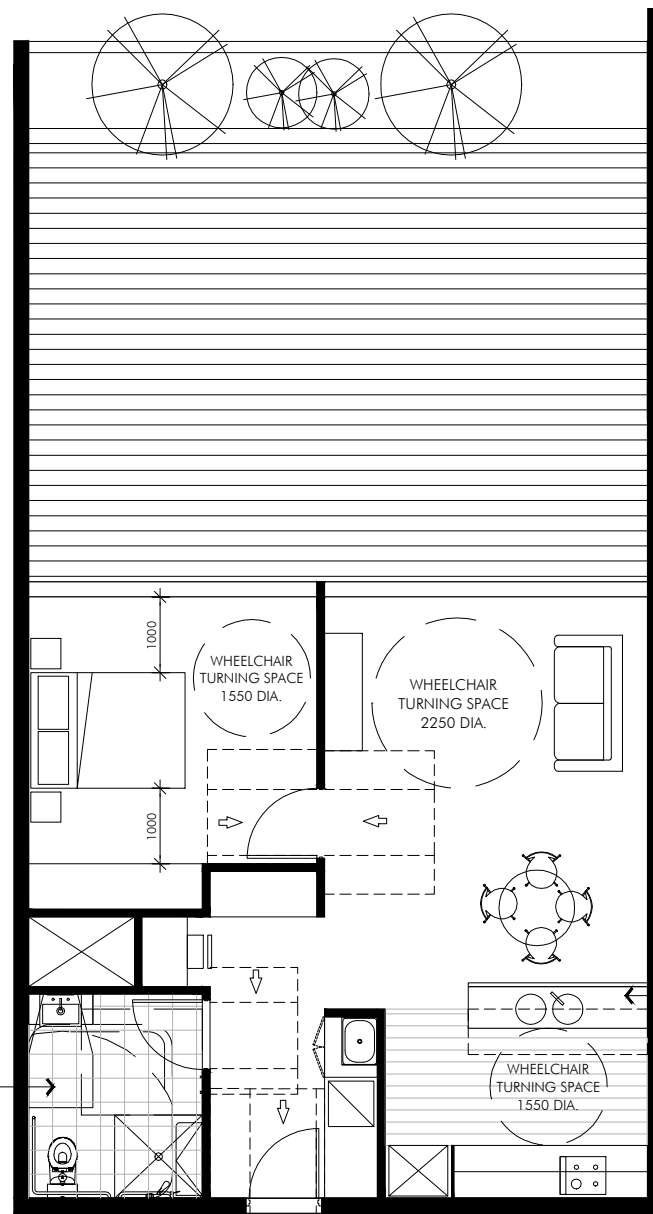 1000
WHEELCHAIR
TURNING SPACE
1550 DIA.
WHEELCHAIR
TURNING SPACE
2250 DIA.
1000
WHEELCHAIR
TURNING SPACE
1550 DIA.